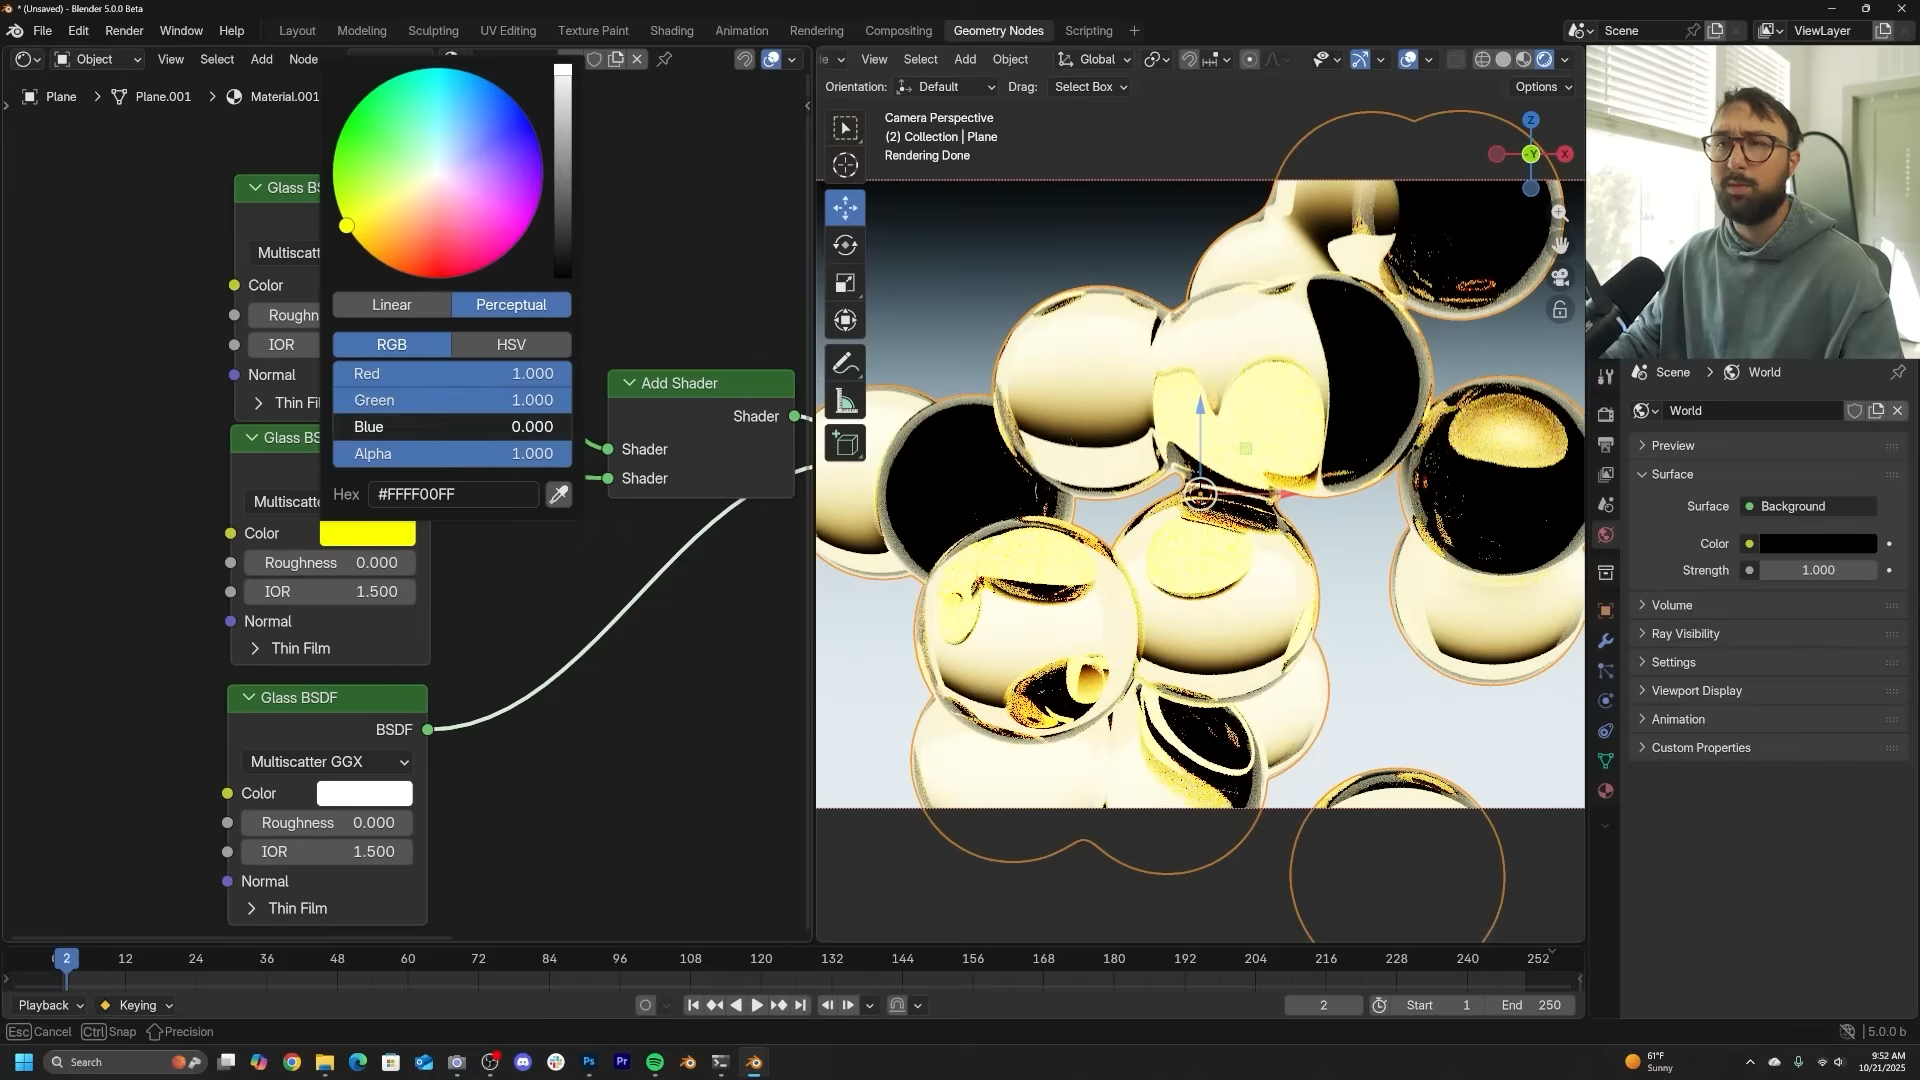 * (Unsaved) - Blender 5.0.0 Beta
File Edit Render Window Help Layout Modeling Sculpting UV Editing Texture Paint Shading Animation Rendering Compositing Geometry Nodes Scripting Scene ViewLayer
Object View Select Add Node View Select Add Object Global
Orientation: Default Drag: Select Box Options
Plane Plane.001 Material.001
Camera Perspective
(2) Collection | Plane
Rendering Done
Z
-Y X
Glass BS
Multiscatt
Color
Roughn
IOR
Normal
Thin Fil
Linear Perceptual
RGB HSV
Red 1.000
Green 1.000
Blue 0.000
Alpha 1.000
Hex #FFFF00FF
Add Shader
Shader
Shader
Shader
Glass BS
Multiscatte
Color
Roughness 0.000
IOR 1.500
Normal
Thin Film
Glass BSDF
BSDF
Multiscatter GGX
Color
Roughness 0.000
IOR 1.500
Normal
Thin Film
Scene World
World
Preview
Surface
Surface Background
Color
Strength 1.000
Volume
Ray Visibility
Settings
Viewport Display
Animation
Custom Properties
2 12 24 36 48 60 72 84 96 108 120 132 144 156 168 180 192 204 216 228 240 252
Playback Keying 2 Start 1 End 250
Esc Cancel Ctrl Snap Precision 5.0.0 b
Search Ps Pr 61°F
Sunny
9:52 AM
10/21/2025